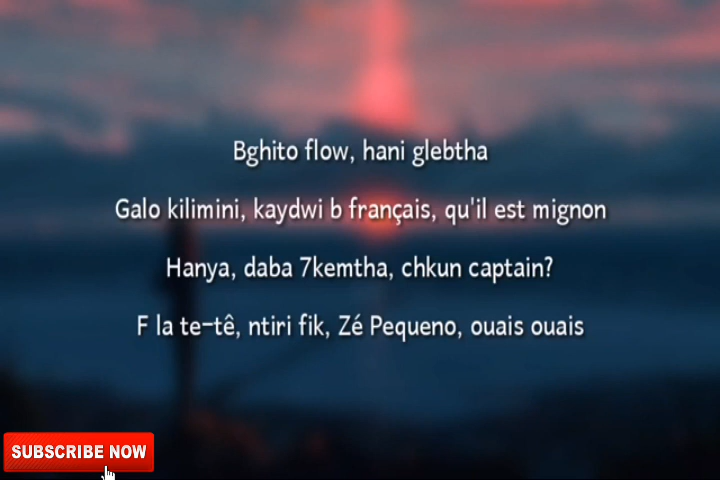 Bghito flow, hani glebtha
Galo kilimini, kaydwi b français, qu'il est mignon
Hanya, daba 7kemtha, chkun captain?
F la te-tê, ntiri fik, Zé Pequeno, ouais ouais
SUBSCRIBE NOW